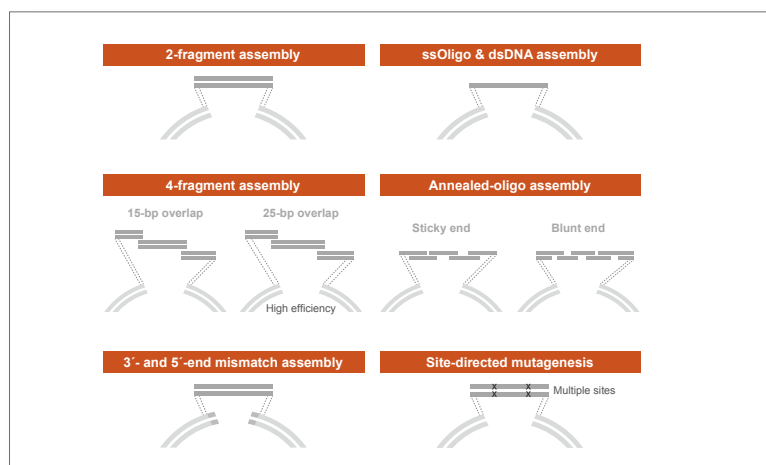 2-fragment assembly
ssOligo & dsDNA assembly
4-fragment assembly
15-bp overlap
25-bp overlap
High efficiency
Annealed-oligo assembly
Sticky end
Blunt end
3´- and 5´-end mismatch assembly
Site-directed mutagenesis
x x
x x
Multiple sites